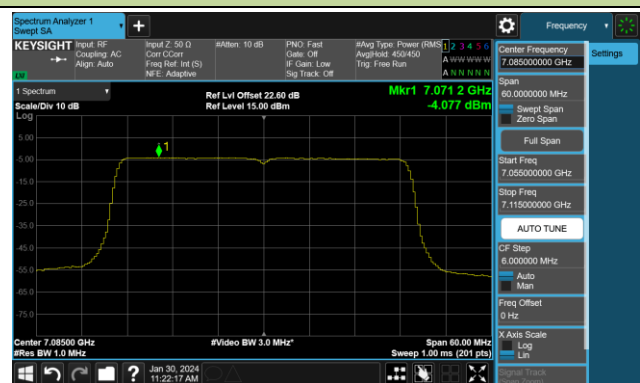 Spectrum Analyzer 1
Swept SA
+
Frequency
KEYSIGHT
Input: RF
Coupling: AC
Align: Auto
Input Z: 50 Ω
Corr CCorr
Freq Ref: Int (S)
NFE: Adaptive
#Atten: 10 dB
PNO: Fast
Gate: Off
IF Gain: Low
Sig Track: Off
#Avg Type: Power (RMS
Avg|Hold: 450/450
Trig: Free Run
1 2 3 4 5 6
A W W W W W
A N N N N N
LV
Center Frequency
7.085000000 GHz
Settings
Span
60.0000000 MHz
Swept Span
Zero Span
Full Span
Start Freq
7.055000000 GHz
Stop Freq
7.115000000 GHz
AUTO TUNE
CF Step
6.000000 MHz
Auto
Man
Freq Offset
0 Hz
X Axis Scale
Log
Lin
Signal Track
1 Spectrum
Scale/Div 10 dB
Log
Ref Lvl Offset 22.60 dB
Ref Level 15.00 dBm
Mkr1 7.071 2 GHz
-4.077 dBm
1
5.00
-5.00
-15.0
-25.0
-35.0
-45.0
-55.0
-65.0
-75.0
Center 7.08500 GHz
#Video BW 3.0 MHz*
Span 60.00 MHz
#Res BW 1.0 MHz
Sweep 1.00 ms (201 pts)
?
Jan 30, 2024
11:22:17 AM